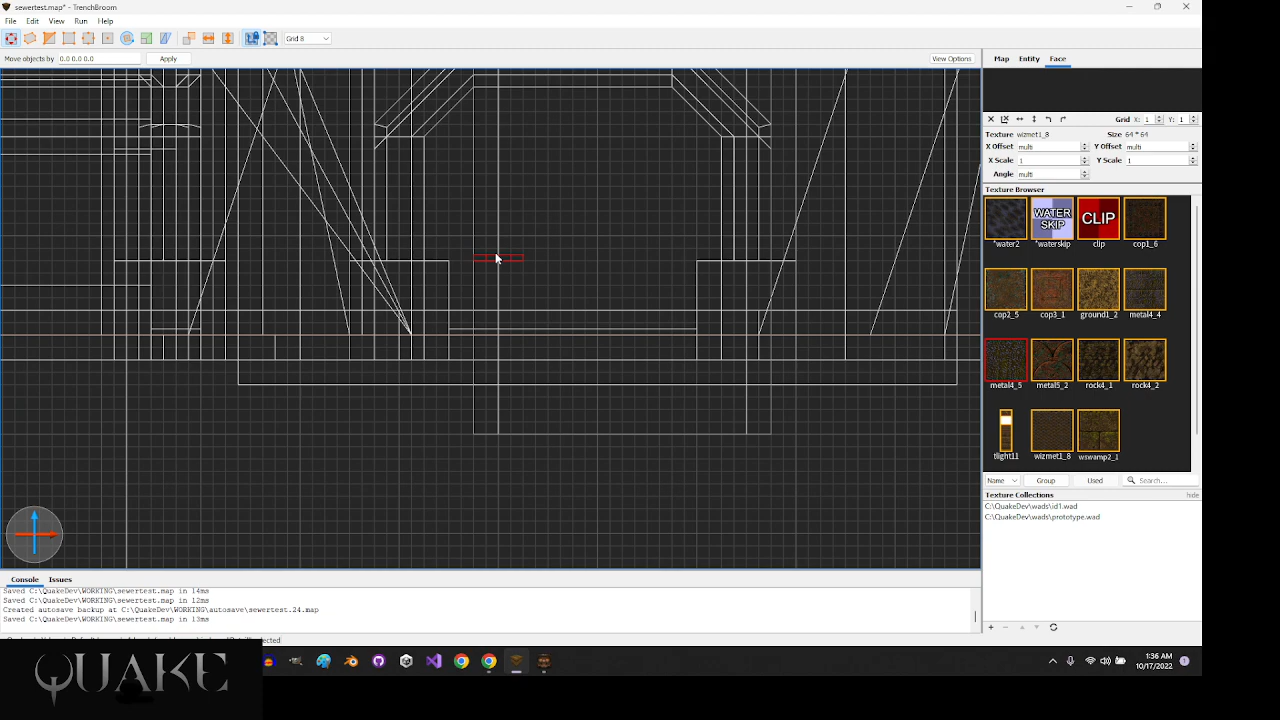 sewertest.map* - TrenchBroom
File Edit View Run Help
Grid 8
Move objects by 0.0 0.0 0.0 Apply
View Options
Map Entity Face
Grid X: 1 Y: 1
Texture wizmet1_8 Size 64 * 64
X Offset multi Y Offset multi
X Scale 1 Y Scale 1
Angle multi
Texture Browser
WATER SKIP CLIP
*water2 *waterskip clip cop1_6
cop2_5 cop3_1 ground1_2 metal4_4
metal4_5 metal5_2 rock4_1 rock4_2
tlight11 wizmet1_8 wswamp2_1
Name Group Used Search...
Texture Collections hide
C:\QuakeDev\wads\id1.wad
C:\QuakeDev\wads\prototype.wad
Console Issues
Saved C:\QuakeDev\WORKING\sewertest.map in 14ms
Saved C:\QuakeDev\WORKING\sewertest.map in 12ms
Created autosave backup at C:\QuakeDev\WORKING\autosave\sewertest.24.map
Saved C:\QuakeDev\WORKING\sewertest.map in 13ms
QUAKE
1:36 AM
10/17/2022
1